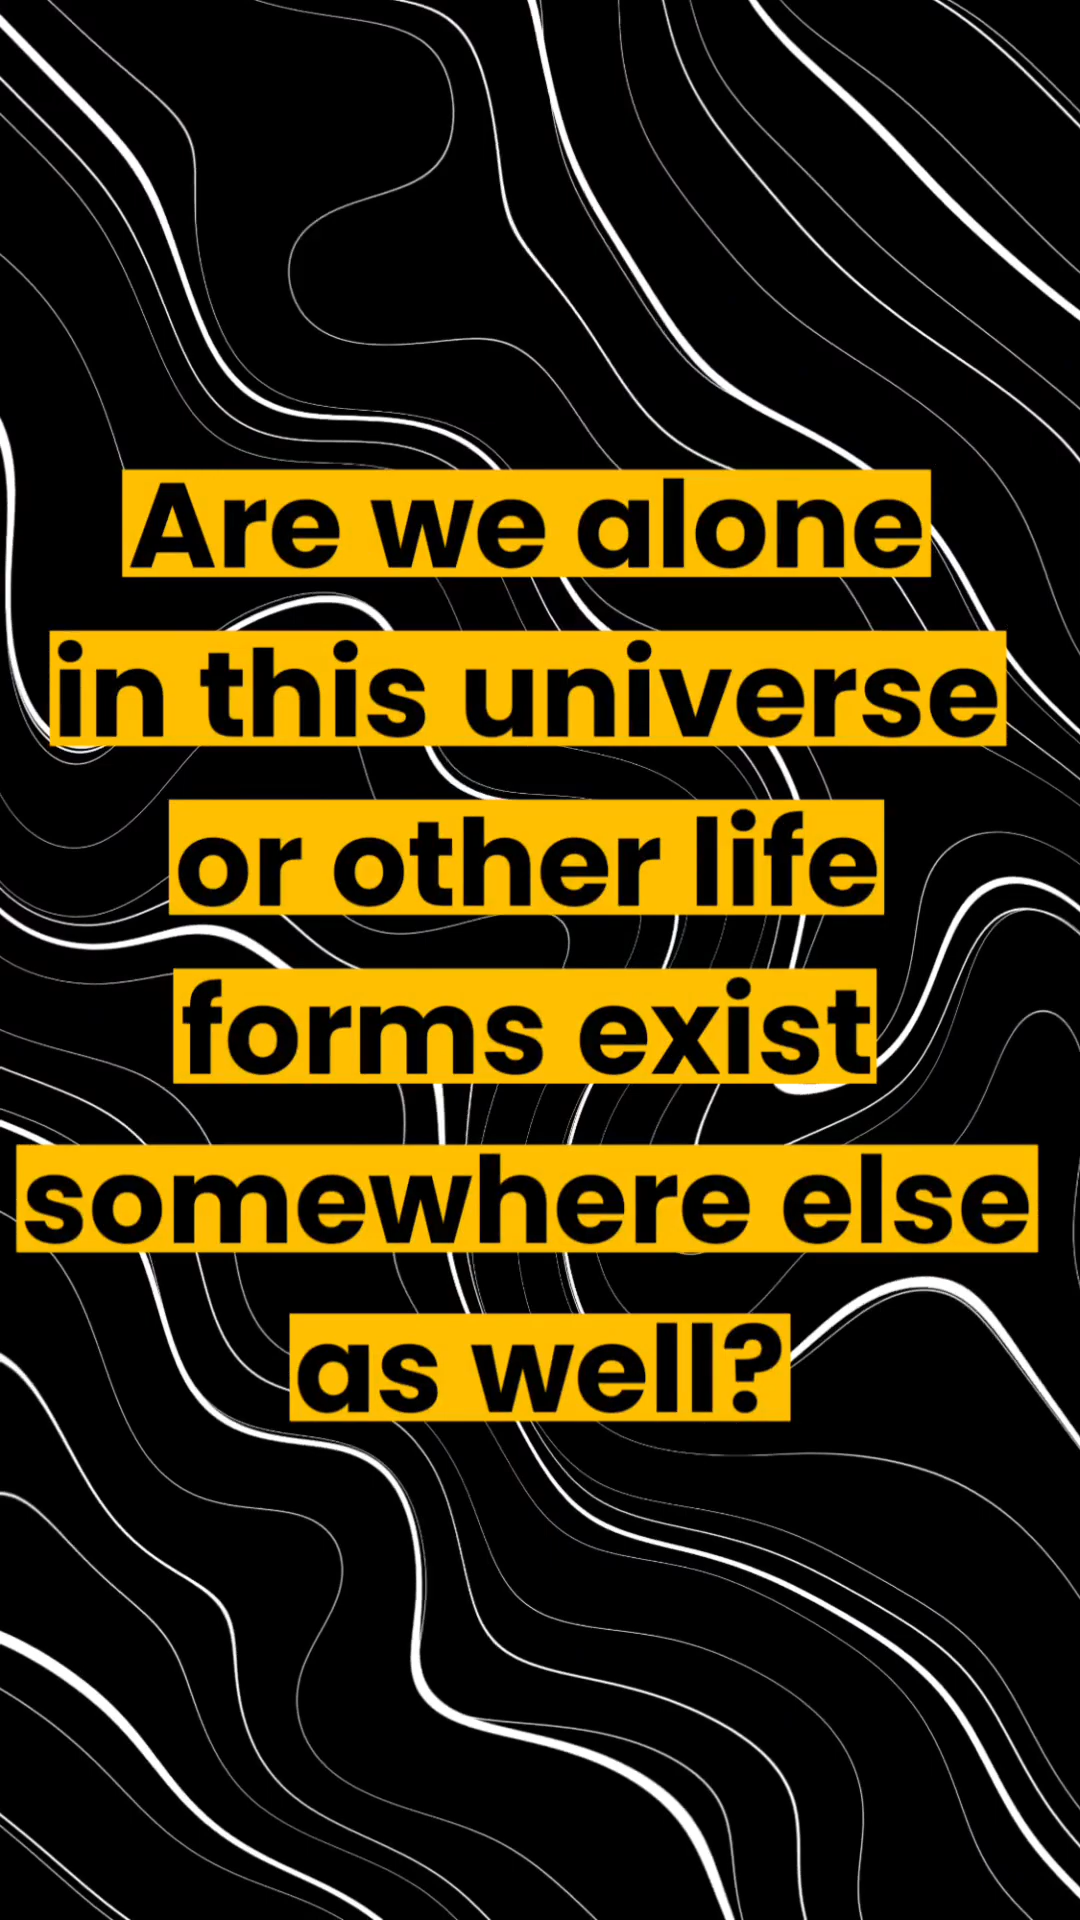 Are we alone
in this universe
or other life
forms exist
somewhere else
as well?